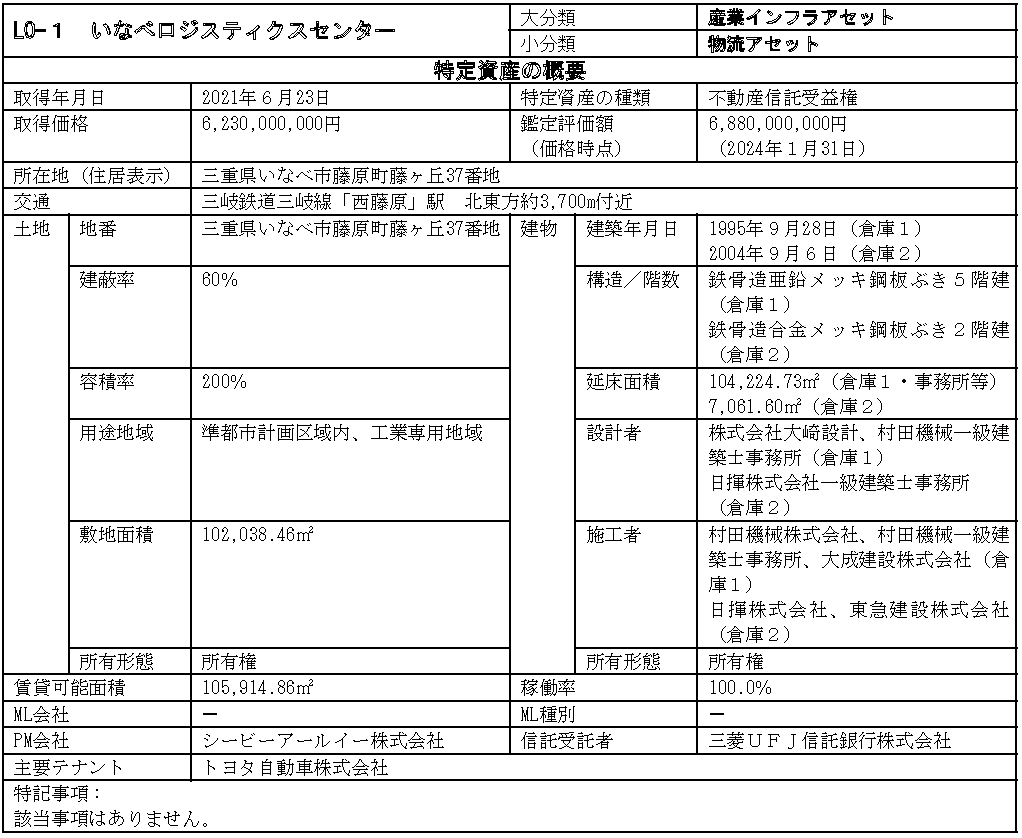 LO-１　いなべロジスティクスセンター
大分類　産業インフラアセット
小分類　物流アセット
特定資産の概要
取得年月日　2021年６月23日　特定資産の種類　不動産信託受益権
取得価格　6,230,000,000円　鑑定評価額　6,880,000,000円
（価格時点）　（2024年１月31日）
所在地（住居表示）　三重県いなべ市藤原町藤ヶ丘37番地
交通　三岐鉄道三岐線「西藤原」駅　北東方約3,700m付近
土地　地番　三重県いなべ市藤原町藤ヶ丘37番地　建物　建築年月日　1995年９月28日（倉庫１）
2004年９月６日（倉庫２）
建蔽率　60%　構造／階数　鉄骨造亜鉛メッキ鋼板ぶき５階建
（倉庫１）
鉄骨造合金メッキ鋼板ぶき２階建
（倉庫２）
容積率　200%　延床面積　104,224.73㎡（倉庫１・事務所等）
7,061.60㎡（倉庫２）
用途地域　準都市計画区域内、工業専用地域　設計者　株式会社大﨑設計、村田機械一級建
築士事務所（倉庫１）
日揮株式会社一級建築士事務所
（倉庫２）
敷地面積　102,038.46㎡　施工者　村田機械株式会社、村田機械一級建
築士事務所、大成建設株式会社（倉
庫１）
日揮株式会社、東急建設株式会社
（倉庫２）
所有形態　所有権　所有形態　所有権
賃貸可能面積　105,914.86㎡　稼働率　100.0%
ML会社　－　ML種別　－
PM会社　シービーアールイー株式会社　信託受託者　三菱ＵＦＪ信託銀行株式会社
主要テナント　トヨタ自動車株式会社
特記事項：
該当事項はありません。